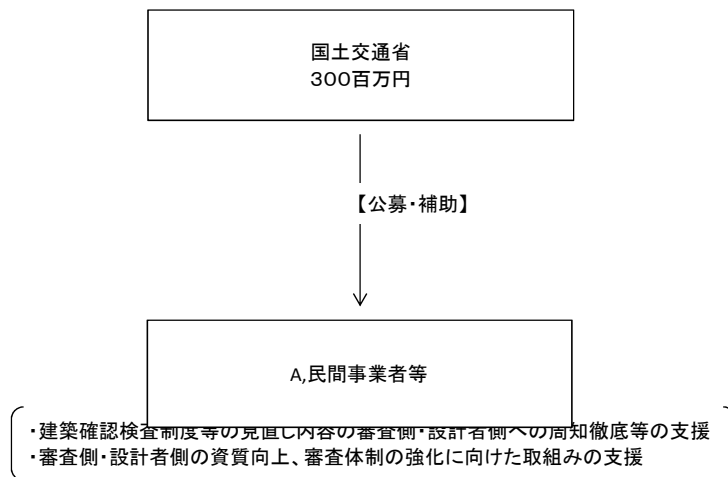 国土交通省
300百万円
【公募・補助】
A,民間事業者等
・建築確認検査制度等の見直し内容の審査側・設計者側への周知徹底等の支援
・審査側・設計者側の資質向上、審査体制の強化に向けた取組みの支援